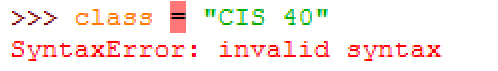 >>> class = "CIS 40"
SyntaxError: invalid syntax